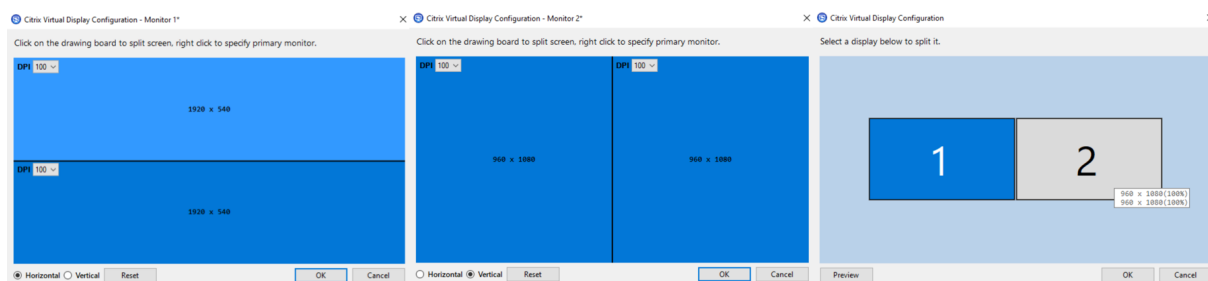 Citrix Virtual Display Configuration - Monitor 1*
Click on the drawing board to split screen, right click to specify primary monitor.
DPI 100
1920 x 540
DPI 100
1920 x 540
Horizontal Vertical Reset OK Cancel
Citrix Virtual Display Configuration - Monitor 2*
Click on the drawing board to split screen, right click to specify primary monitor.
DPI 100 DPI 100
960 x 1080 960 x 1080
Horizontal Vertical Reset OK Cancel
Citrix Virtual Display Configuration
Select a display below to split it.
1 2
960 x 1080(100%)
960 x 1080(100%)
Preview OK Cancel